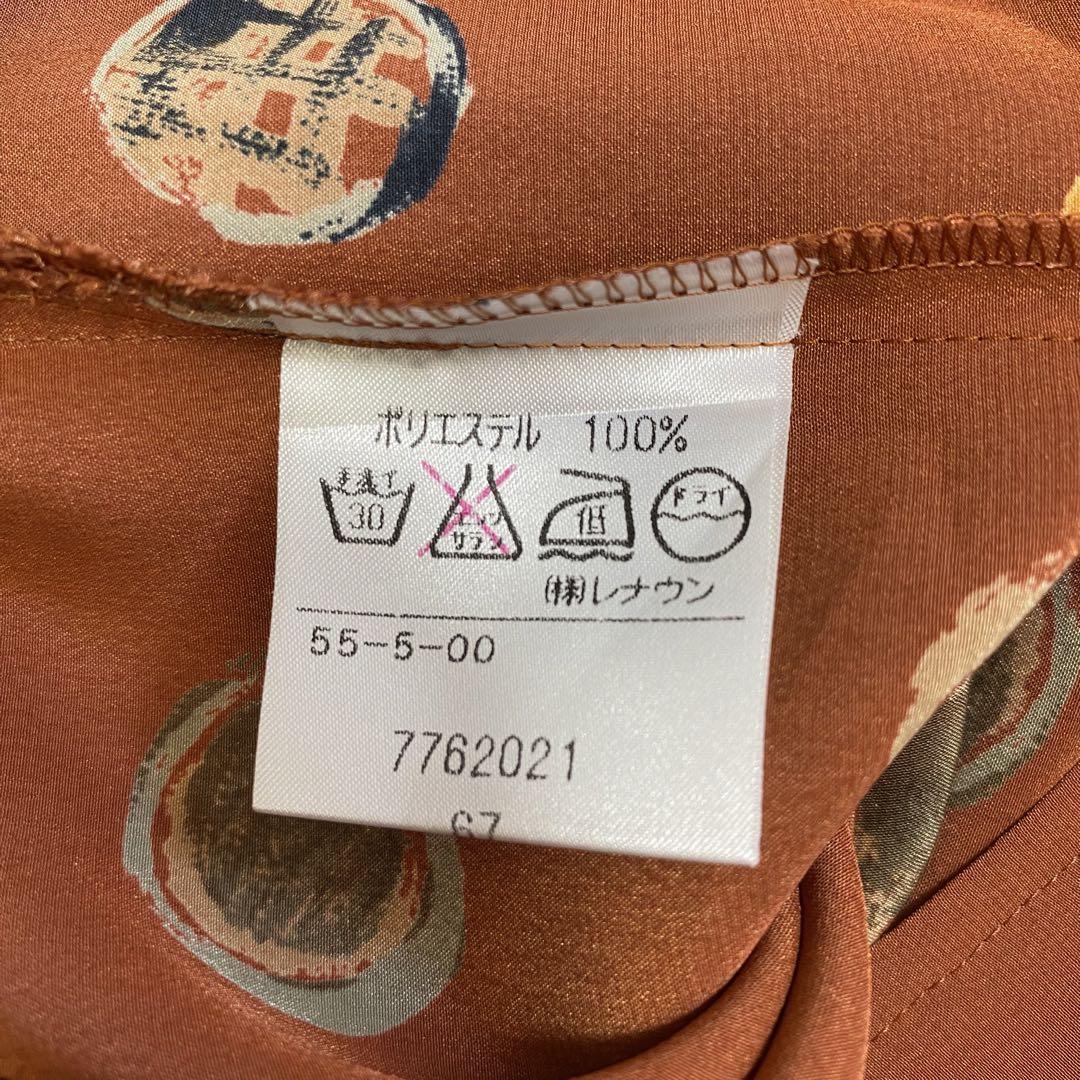 ポリエステル 100%
手洗イ エンソ 低 ドライ
30 サラシ
(株)レナウン
55-5-00
7762021
67